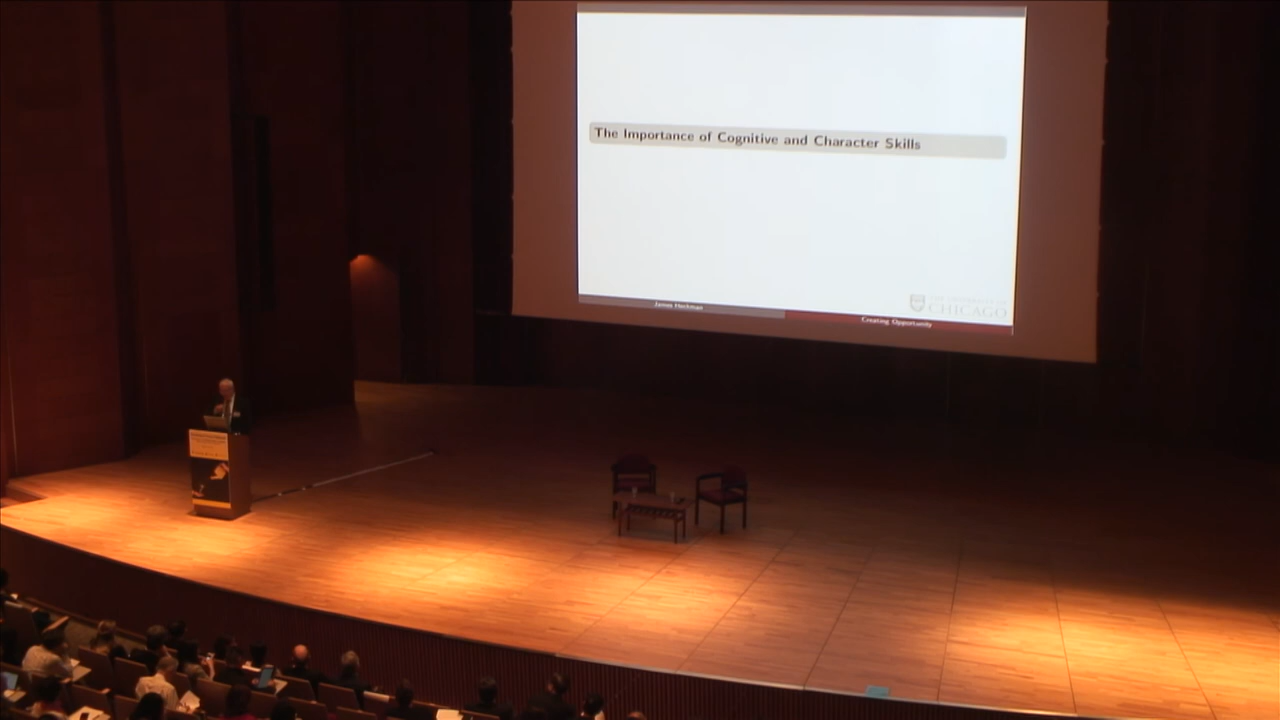 The Importance of Cognitive and Character Skills
THE UNIVERSITY OF
CHICAGO
James Heckman
Creating Opportunity